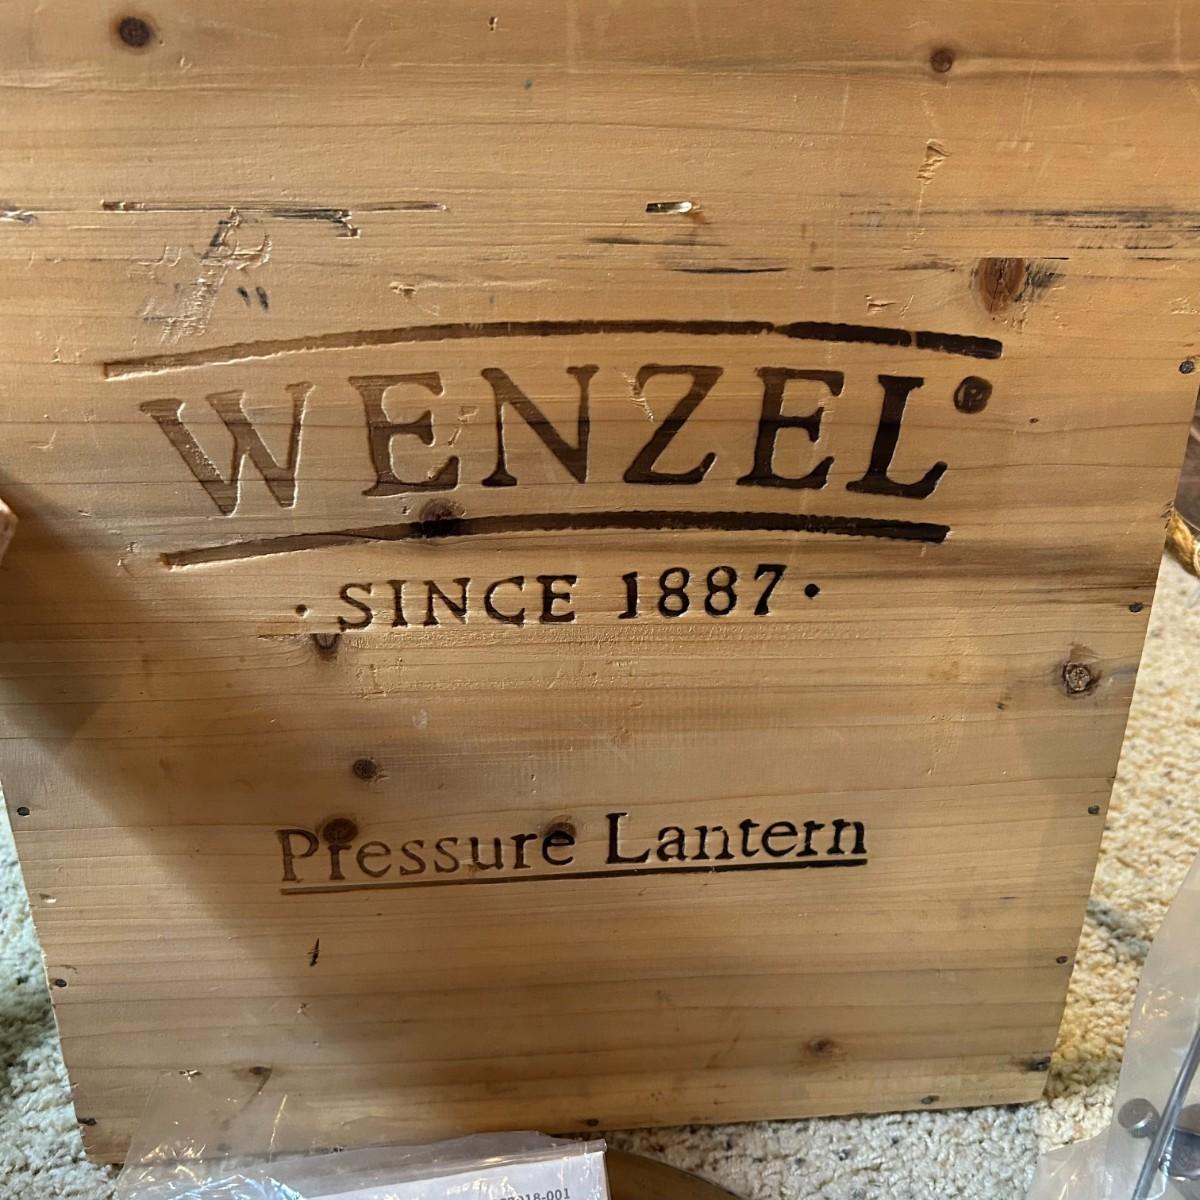 WENZEL®
· SINCE 1887 ·
Pressure Lantern